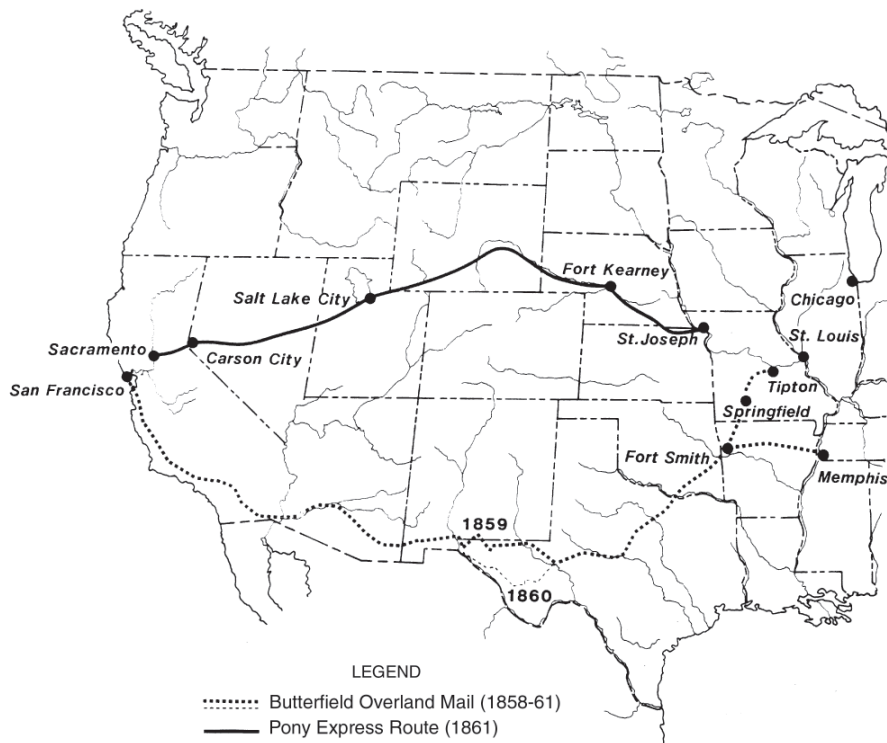 Fort Kearney
Salt Lake City
Chicago
St. Joseph
St. Louis
Sacramento
Carson City
San Francisco
Tipton
Springfield
Fort Smith
Memphis
1859
1860
LEGEND
Butterfield Overland Mail (1858-61)
Pony Express Route (1861)